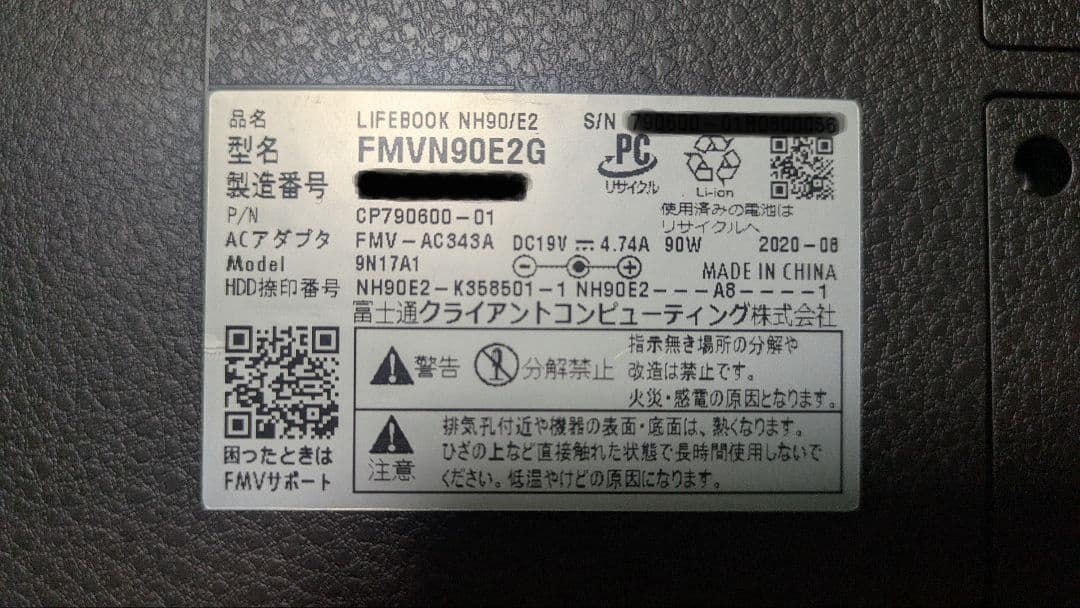 品名 LIFEBOOK NH90/E2 S/N
型名 FMVN90E2G
製造番号
PC
リサイクル
Li-ion
使用済みの電池は
リサイクルへ
P/N CP790600-01
ACアダプタ FMV-AC343A DC19V 4.74A 90W 2020-08
Model 9N17A1
MADE IN CHINA
HDD捺印番号 NH90E2-K358501-1 NH90E2---A8----1
富士通クライアントコンピューティング株式会社
警告 分解禁止
指示無き場所の分解や
改造は禁止です。
火災・感電の原因となります。
注意
排気孔付近や機器の表面・底面は、熱くなります。
ひざの上など直接触れた状態で長時間使用しないで
ください。低温やけどの原因になります。
困ったときは
FMVサポート